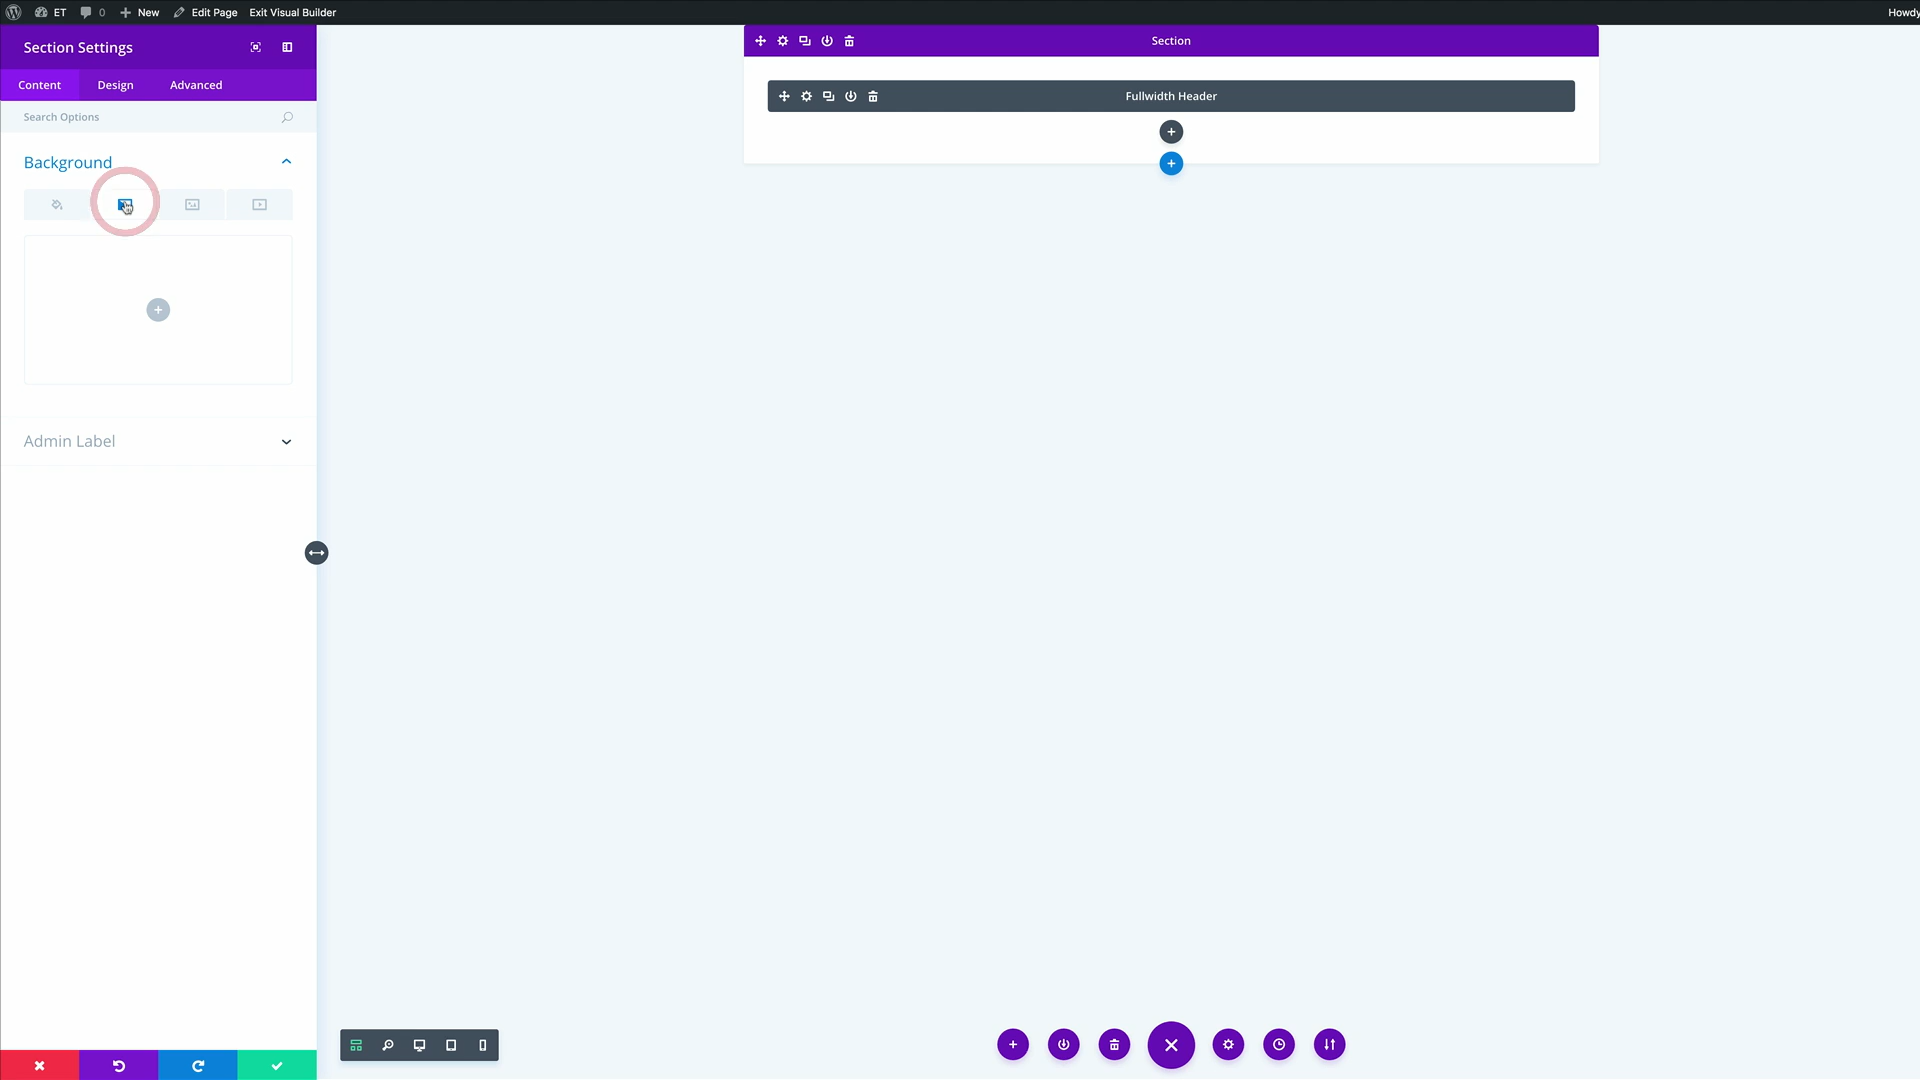 ET 0 New Edit Page Exit Visual Builder Howdy
Section Settings
Content Design Advanced
Search Options
Background
Admin Label
Section
Fullwidth Header